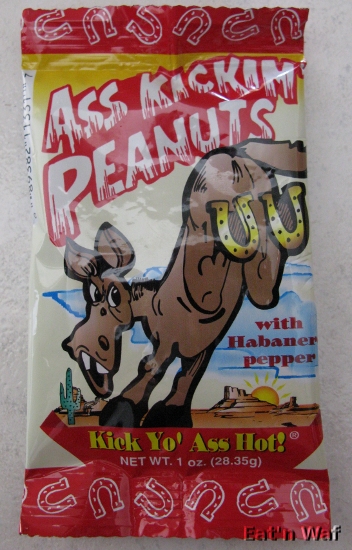 ASS KICKIN'
PEANUTS
with
Habanero
pepper
Kick Yo' Ass Hot!®
NET WT. 1 oz. (28.35g)
Eat'n Waf